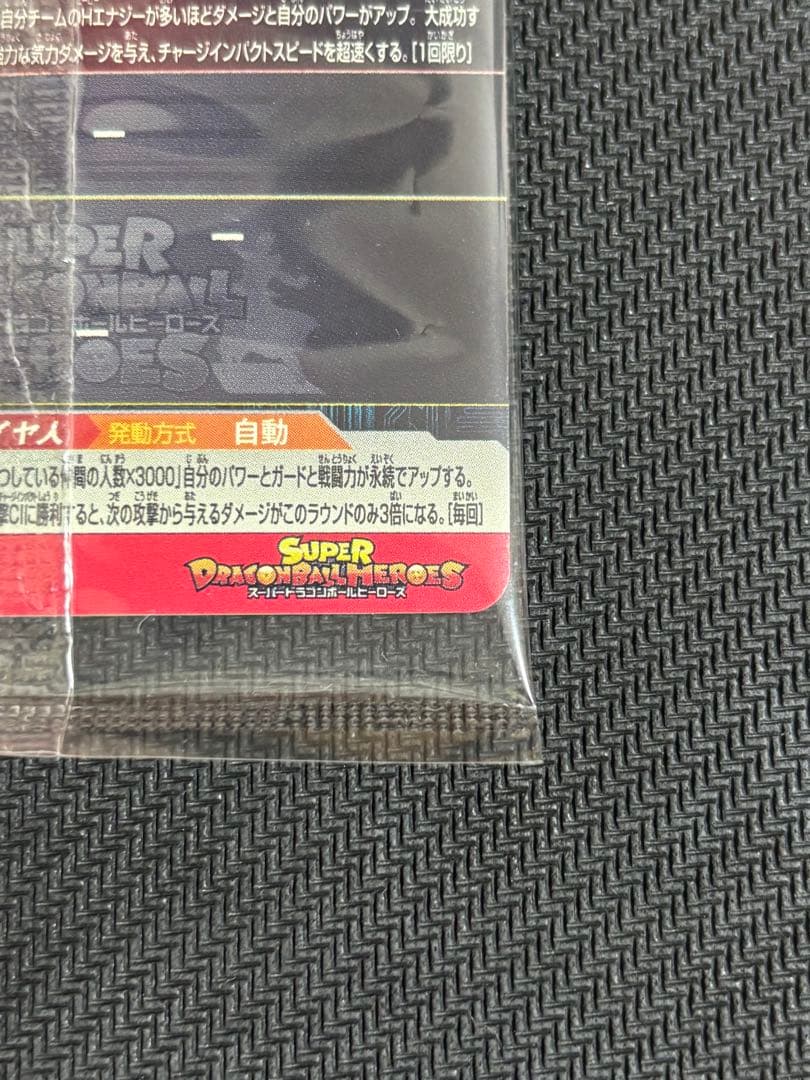 自分チームのHエナジーが多いほどダメージと自分のパワーがアップ。大成功す
強力な気力ダメージを与え、チャージインパクトスピードを超速くする。[1回限り]
SUPER
DRAGONBALL
ドラゴンボールヒーローズ
HEROES
イヤ人 発動方式 自動
つしている仲間の人数×3000」自分のパワーとガードと戦闘力が永続でアップする。
撃CIに勝利すると、次の攻撃から与えるダメージがこのラウンドのみ3倍になる。[毎回]
SUPER
DRAGONBALL HEROES
スーパードラゴンボールヒーローズ